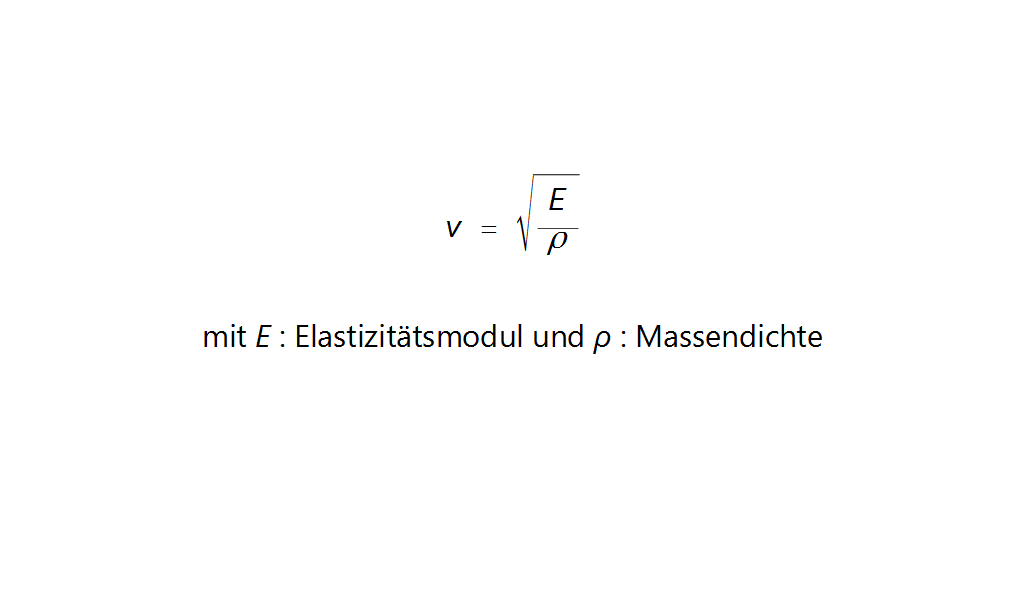 v = √(E/ρ)
mit E : Elastizitätsmodul und ρ : Massendichte